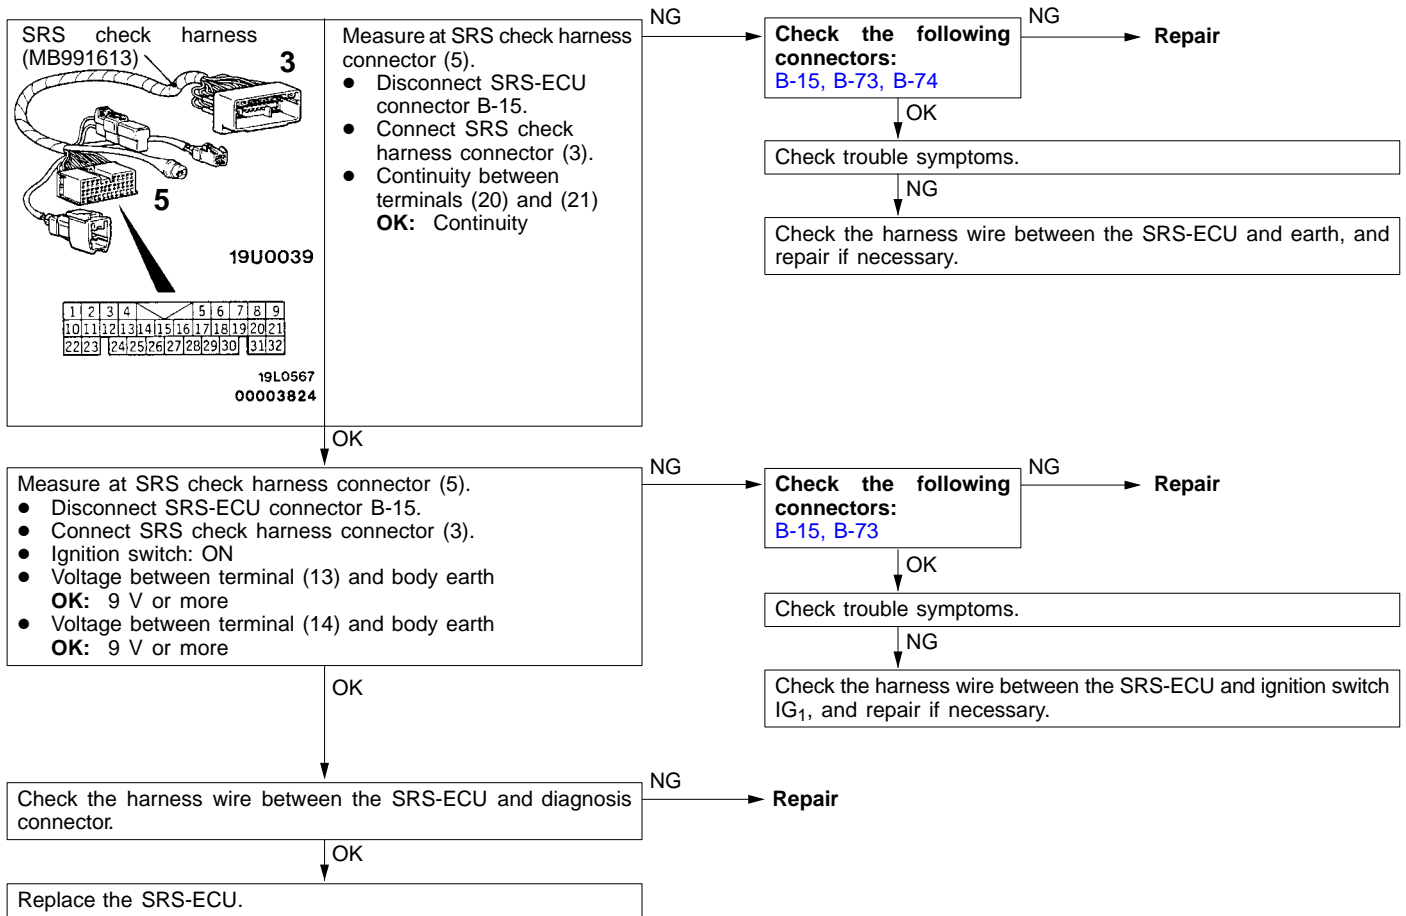 SRS check harness
(MB991613)
3
5
19U0039
1 2 3 4 5 6 7 8 9
10 11 12 13 14 15 16 17 18 19 20 21
22 23 24 25 26 27 28 29 30 31 32
19L0567
00003824
Measure at SRS check harness
connector (5).
● Disconnect SRS-ECU
connector B-15.
● Connect SRS check
harness connector (3).
● Continuity between
terminals (20) and (21)
OK: Continuity
NG
Check the following
connectors:
B-15, B-73, B-74
NG
Repair
OK
Check trouble symptoms.
NG
Check the harness wire between the SRS-ECU and earth, and
repair if necessary.
OK
Measure at SRS check harness connector (5).
● Disconnect SRS-ECU connector B-15.
● Connect SRS check harness connector (3).
● Ignition switch: ON
● Voltage between terminal (13) and body earth
OK: 9 V or more
● Voltage between terminal (14) and body earth
OK: 9 V or more
NG
Check the following
connectors:
B-15, B-73
NG
Repair
OK
Check trouble symptoms.
NG
Check the harness wire between the SRS-ECU and ignition switch
IG1, and repair if necessary.
OK
Check the harness wire between the SRS-ECU and diagnosis
connector.
NG
Repair
OK
Replace the SRS-ECU.